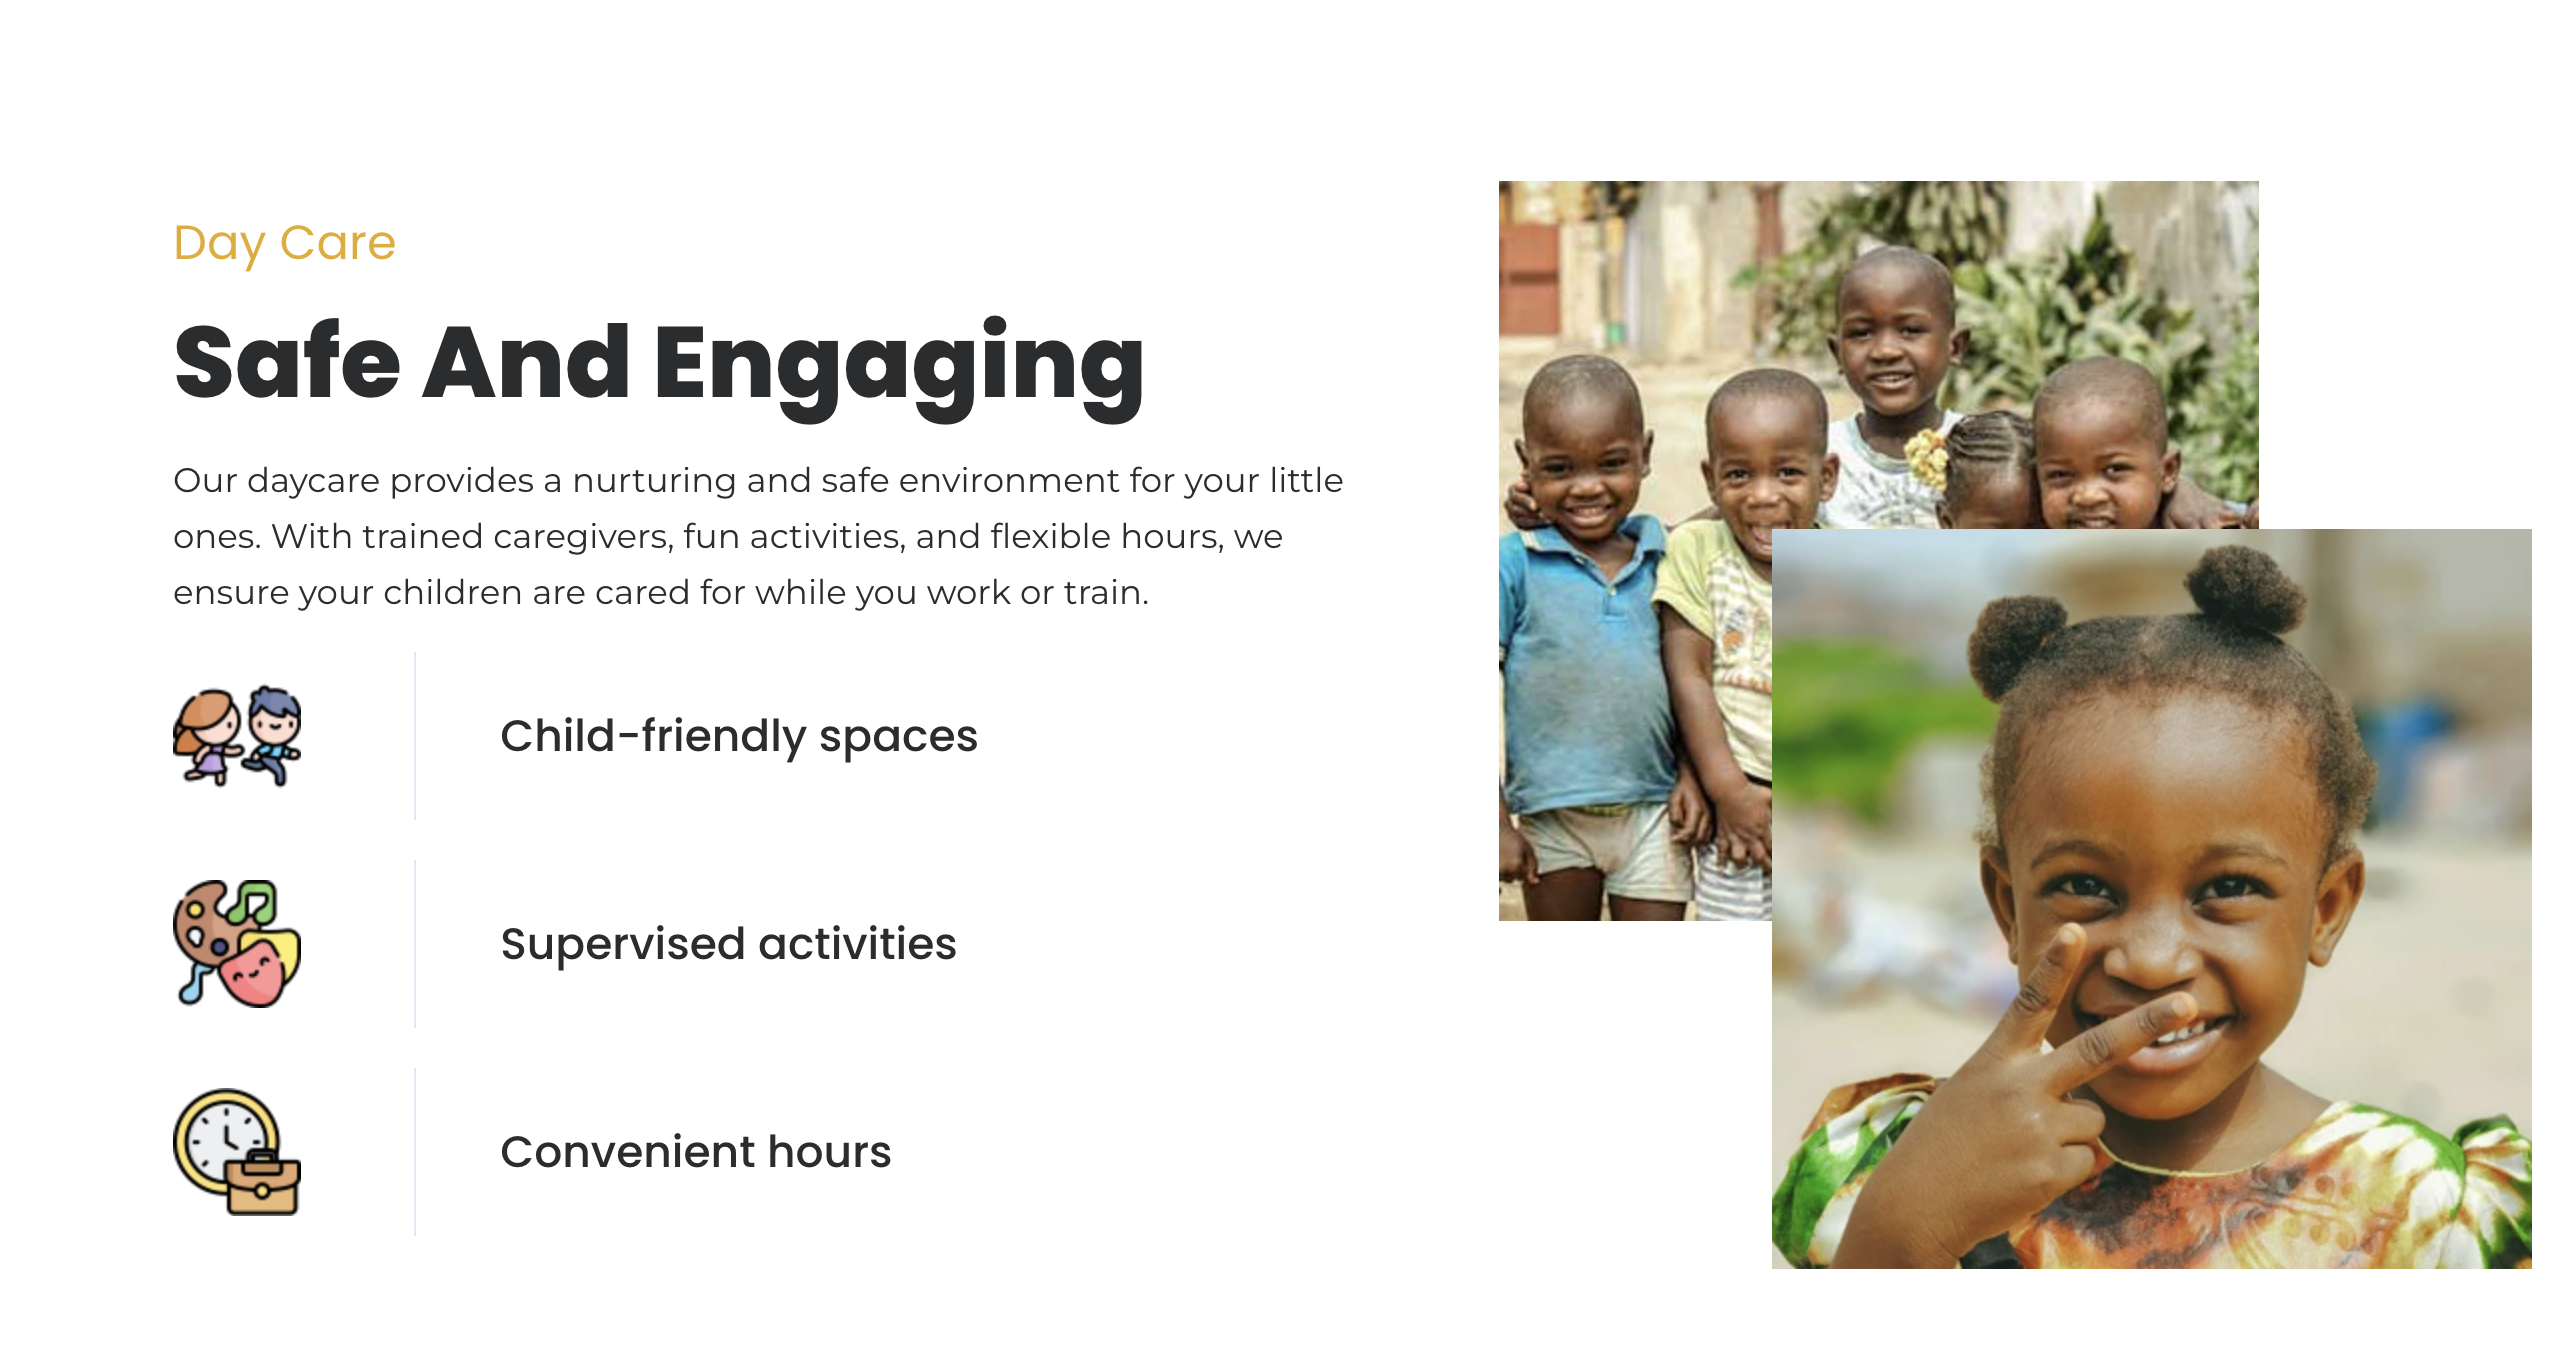 Day Care
Safe And Engaging
Our daycare provides a nurturing and safe environment for your little
ones. With trained caregivers, fun activities, and flexible hours, we
ensure your children are cared for while you work or train.
Child-friendly spaces
Supervised activities
Convenient hours